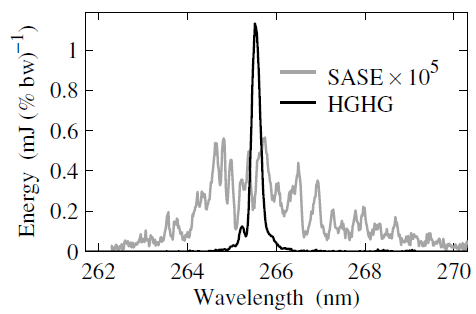 Energy (mJ (% bw)⁻¹)
1
0.8
0.6
0.4
0.2
0
SASE × 10⁵
HGHG
262 264 266 268 270
Wavelength (nm)